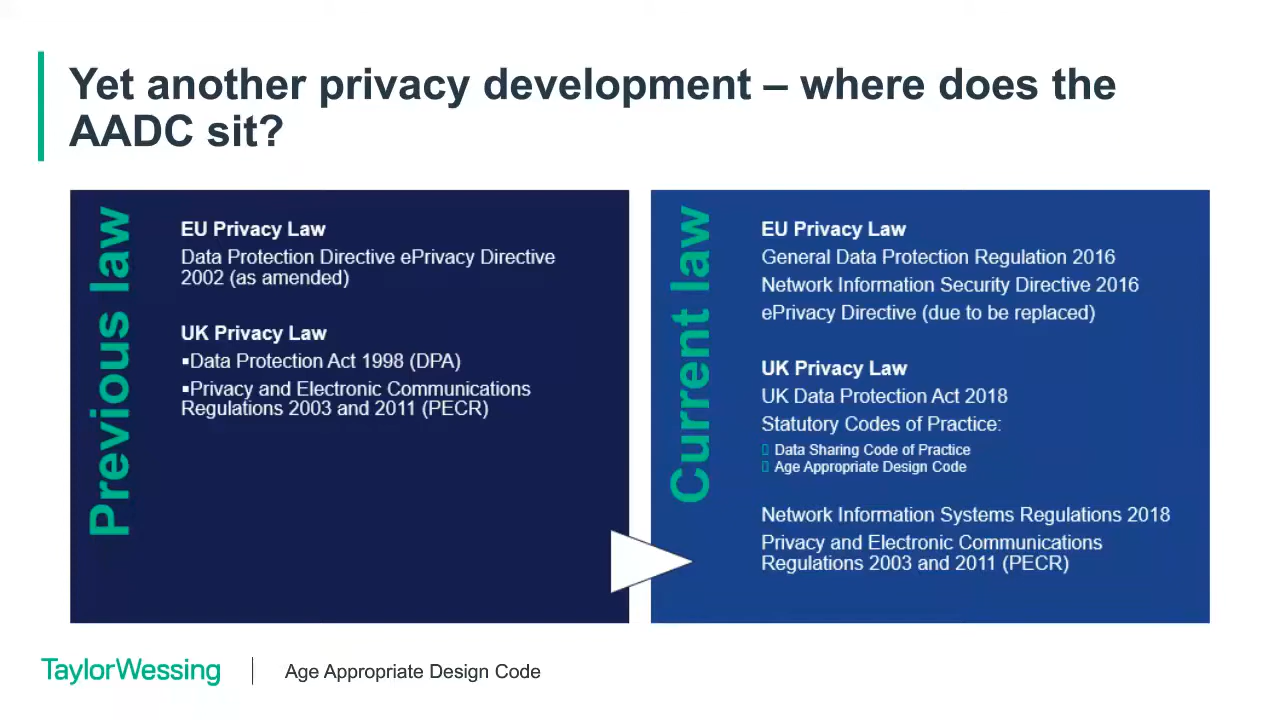 Yet another privacy development – where does the
AADC sit?
Previous law
EU Privacy Law
Data Protection Directive ePrivacy Directive
2002 (as amended)
UK Privacy Law
▪Data Protection Act 1998 (DPA)
▪Privacy and Electronic Communications
Regulations 2003 and 2011 (PECR)
Current law
EU Privacy Law
General Data Protection Regulation 2016
Network Information Security Directive 2016
ePrivacy Directive (due to be replaced)
UK Privacy Law
UK Data Protection Act 2018
Statutory Codes of Practice:
Data Sharing Code of Practice
Age Appropriate Design Code
Network Information Systems Regulations 2018
Privacy and Electronic Communications
Regulations 2003 and 2011 (PECR)
TaylorWessing
Age Appropriate Design Code